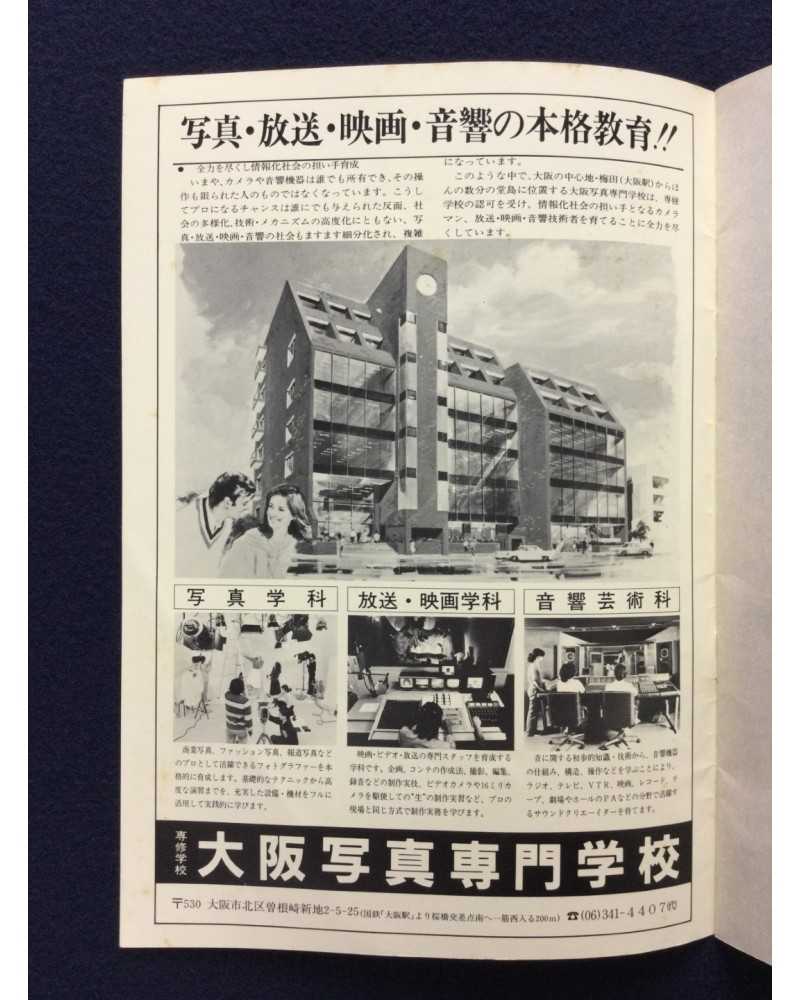 写真・放送・映画・音響の本格教育!!
● 全力を尽くし情報化社会の担い手育成
いまや、カメラや音響機器は誰でも所有でき、その操
作も限られた人のものではなくなっています。こうし
てプロになるチャンスは誰にでも与えられた反面、社
会の多様化、技術・メカニズムの高度化にともない、写
真・放送・映画・音響の社会もますます細分化され、複雑
になっています。
このような中で、大阪の中心地・梅田(大阪駅)からほ
んの数分の堂島に位置する大阪写真専門学校は、専修
学校の認可を受け、情報化社会の担い手となるカメラ
マン、放送・映画・音響技術者を育てることに全力を尽
くしています。
写真学科
商業写真、ファッション写真、報道写真など
のプロとして活躍できるフォトグラファーを本
格的に育成します。基礎的なテクニックから高
度な演習までを、充実した設備・機材をフルに
活用して実践的に学びます。
放送・映画学科
映画・ビデオ・放送の専門スタッフを育成する
学科です。企画、コンテの作成法、撮影、編集、
録音などの制作実技、ビデオカメラや16ミリカ
メラを駆使しての"生"の制作実習など、プロの
現場と同じ方式で制作実務を学びます。
音響芸術科
音に関する初歩的知識・技術から、音響機器
の仕組み、構造、操作などを学ぶことにより、
ラジオ、テレビ、VTR、映画、レコード、テ
ープ、劇場やホールのPAなどの分野で活躍す
るサウンドクリエイターを育てます。
専修学校 大阪写真専門学校
〒530 大阪市北区曽根崎新地2-5-25(国鉄「大阪駅」より桜橋交差点南へ一筋西入る200m) ☎(06)341-4407㈹